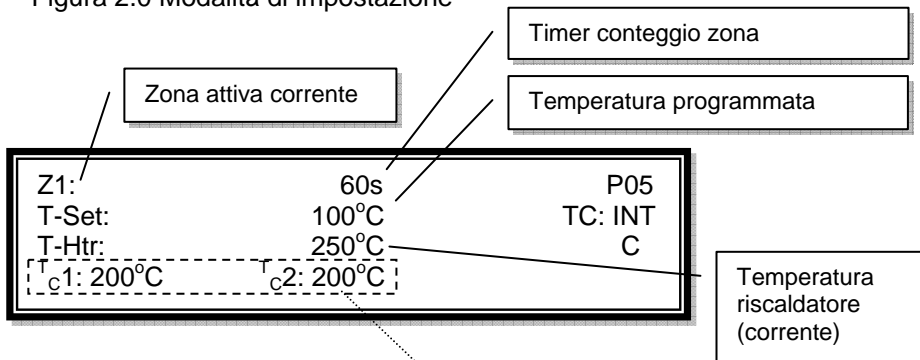 Figura 2.0 Modalità di impostazione
Timer conteggio zona
Zona attiva corrente
Temperatura programmata
Z1: 60s P05
T-Set: 100°C TC: INT
T-Htr: 250°C C
TC1: 200°C TC2: 200°C
Temperatura
riscaldatore
(corrente)